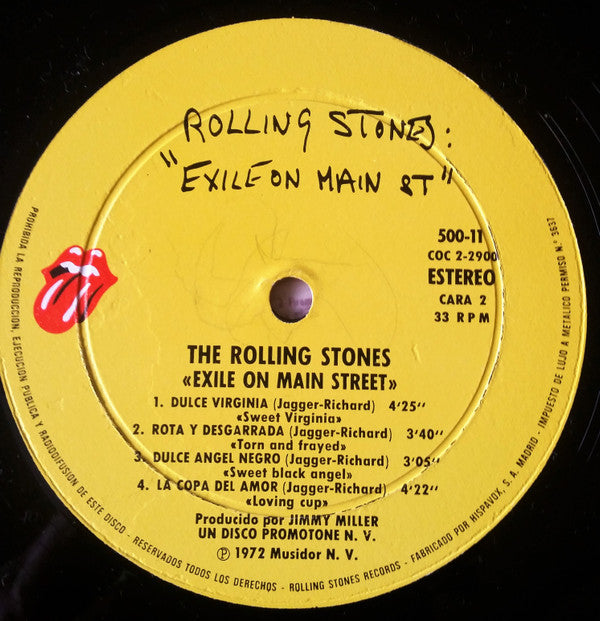 ROLLING STONES:
"EXILE ON MAIN ST"
500-11
COC 2-2900
ESTEREO
CARA 2
33 RPM
THE ROLLING STONES
«EXILE ON MAIN STREET»
1. DULCE VIRGINIA (Jagger-Richard) 4'25''
«Sweet Virginia»
2. ROTA Y DESGARRADA (Jagger-Richard) 3'40''
«Torn and frayed»
3. DULCE ANGEL NEGRO (Jagger-Richard) 3'05''
«Sweet black angel»
4. LA COPA DEL AMOR (Jagger-Richard) 4'22''
«Loving cup»
Producido por JIMMY MILLER
UN DISCO PROMOTONE N. V.
Ⓟ 1972 Musidor N. V.
PROHIBIDA LA REPRODUCCION, EJECUCION PUBLICA Y RADIODIFUSION DE ESTE DISCO - RESERVADOS TODOS LOS DERECHOS - ROLLING STONES RECORDS - FABRICADO POR HISPAVOX, S. A. MADRID - IMPUESTO DE LUJO A METALICO PERMISO N.º 3637